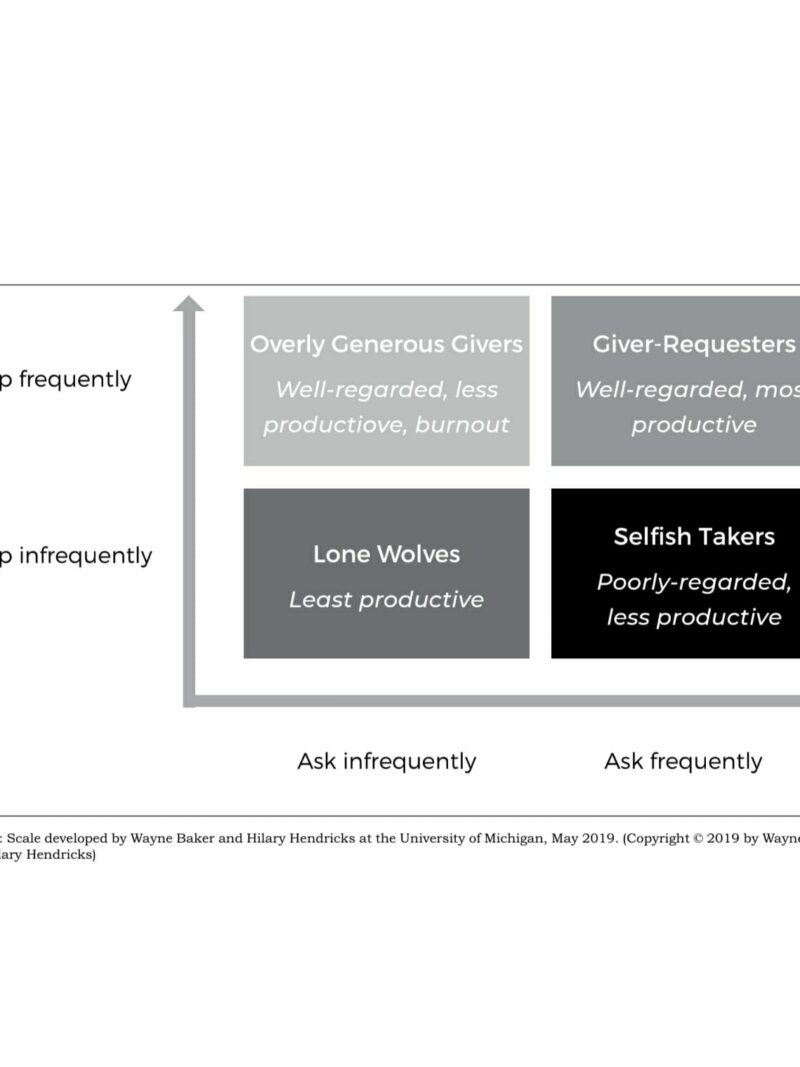 p frequently
Overly Generous Givers
Well-regarded, less
productiove, burnout
Giver-Requesters
Well-regarded, mos
productive
p infrequently
Lone Wolves
Least productive
Selfish Takers
Poorly-regarded,
less productive
Ask infrequently
Ask frequently
: Scale developed by Wayne Baker and Hilary Hendricks at the University of Michigan, May 2019. (Copyright © 2019 by Wayne
lary Hendricks)